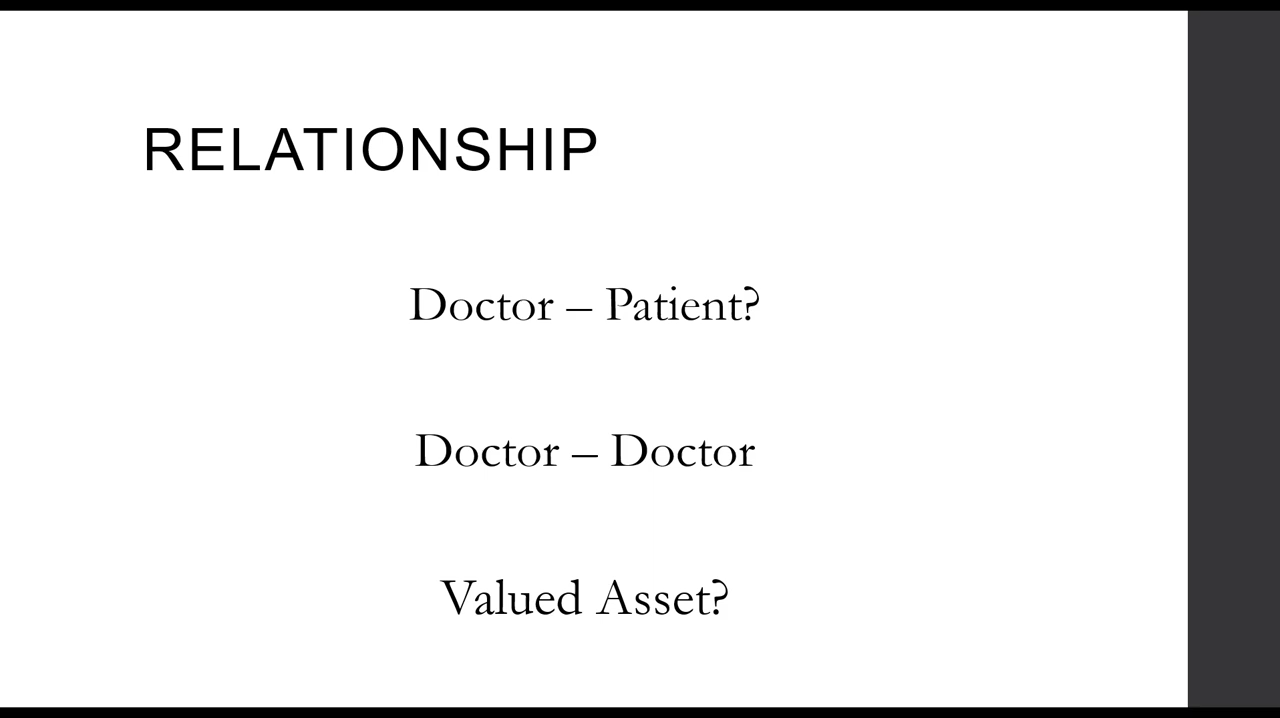 RELATIONSHIP
Doctor – Patient?
Doctor – Doctor
Valued Asset?